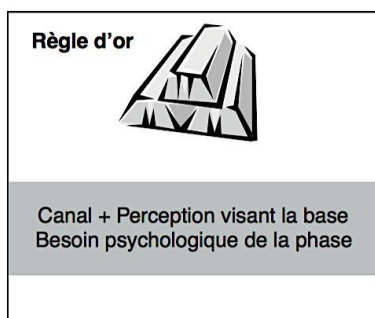 Règle d'or
Canal + Perception visant la base
Besoin psychologique de la phase